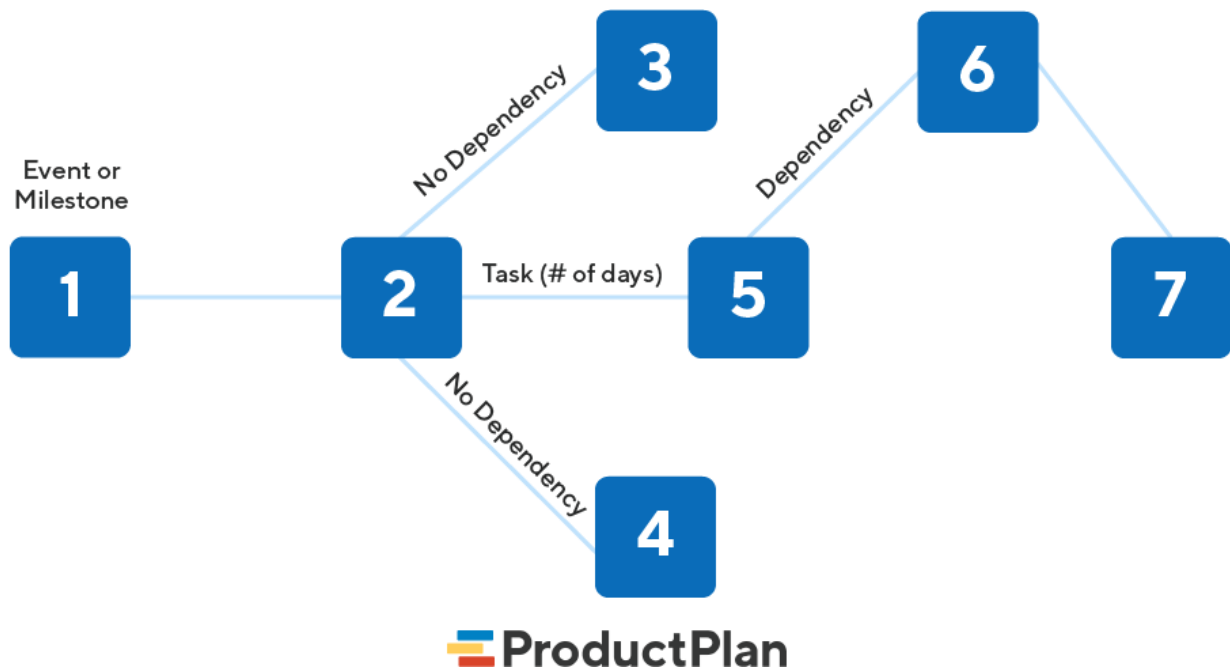 3
6
No Dependency
Dependency
Event or
Milestone
1
2
Task (# of days)
5
7
No Dependency
4
ProductPlan